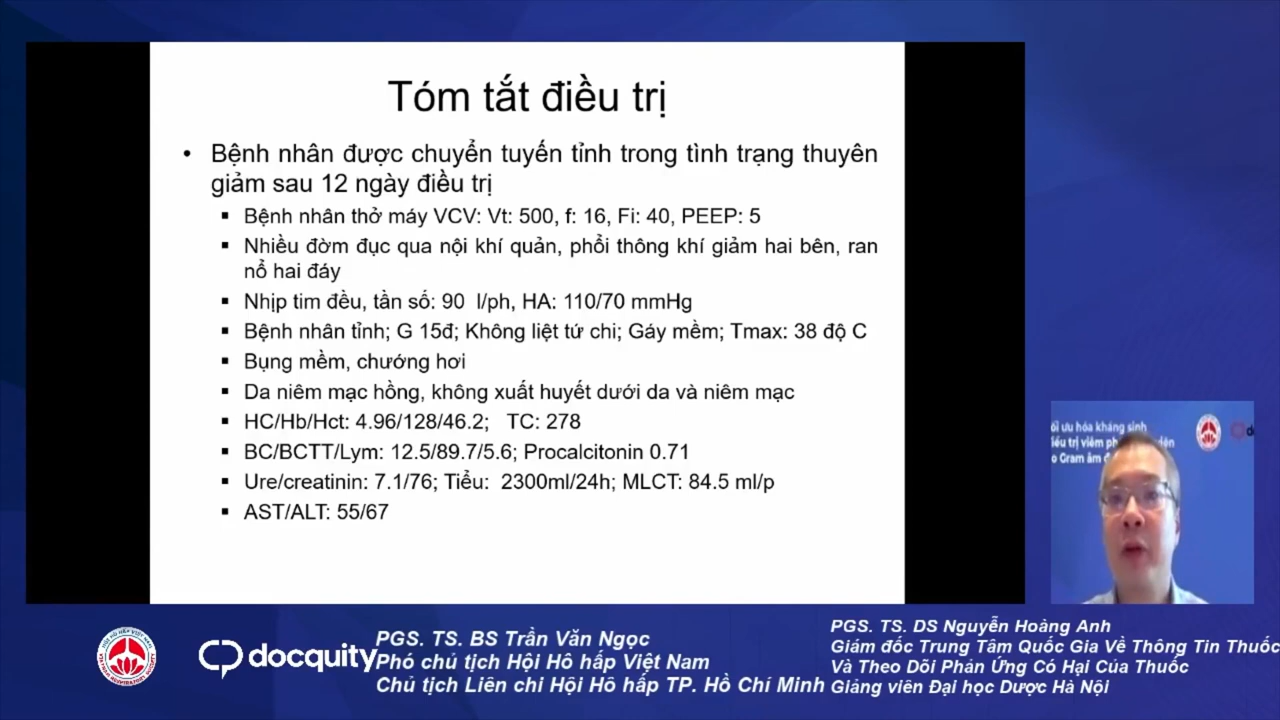 Tóm tắt điều trị
• Bệnh nhân được chuyển tuyến tỉnh trong tình trạng thuyên
giảm sau 12 ngày điều trị
▪ Bệnh nhân thở máy VCV: Vt: 500, f: 16, Fi: 40, PEEP: 5
▪ Nhiều đờm đục qua nội khí quản, phổi thông khí giảm hai bên, ran
nổ hai đáy
▪ Nhịp tim đều, tần số: 90 l/ph, HA: 110/70 mmHg
▪ Bệnh nhân tỉnh; G 15đ; Không liệt tứ chi; Gáy mềm; Tmax: 38 độ C
▪ Bụng mềm, chướng hơi
▪ Da niêm mạc hồng, không xuất huyết dưới da và niêm mạc
▪ HC/Hb/Hct: 4.96/128/46.2; TC: 278
▪ BC/BCTT/Lym: 12.5/89.7/5.6; Procalcitonin 0.71
▪ Ure/creatinin: 7.1/76; Tiểu: 2300ml/24h; MLCT: 84.5 ml/p
▪ AST/ALT: 55/67
ưu hóa kháng sinh
viêm
Gram âm
docquity
PGS. TS. BS Trần Văn Ngọc
Phó chủ tịch Hội Hô hấp Việt Nam
Chủ tịch Liên chi Hội Hô hấp TP. Hồ Chí Minh
PGS. TS. DS Nguyễn Hoàng Anh
Giám đốc Trung Tâm Quốc Gia Về Thông Tin Thuốc
Và Theo Dõi Phản Ứng Có Hại Của Thuốc
Giảng viên Đại học Dược Hà Nội